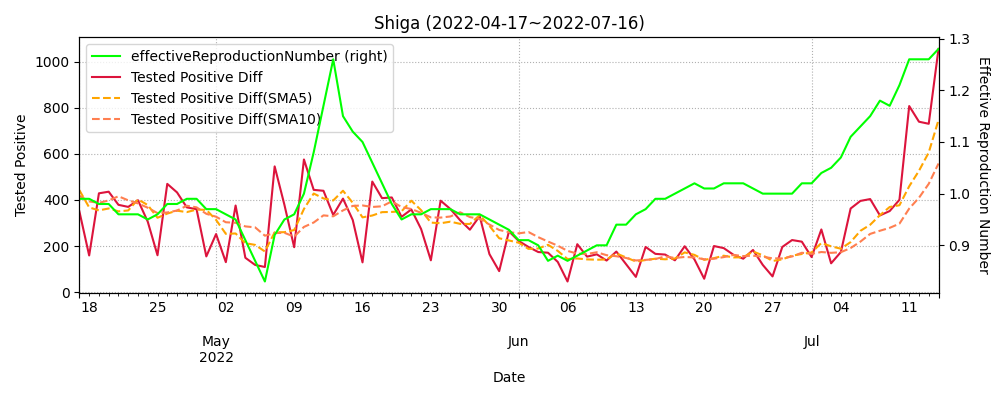 Shiga (2022-04-17~2022-07-16)
effectiveReproductionNumber (right)
Tested Positive Diff
Tested Positive Diff(SMA5)
Tested Positive Diff(SMA10)
Tested Positive
1000
800
600
400
200
0
1.3
1.2
1.1
1.0
0.9
Effective Reproduction Number
18 25 02 09 16 23 30 06 13 20 27 04 11
May Jun Jul
2022
Date